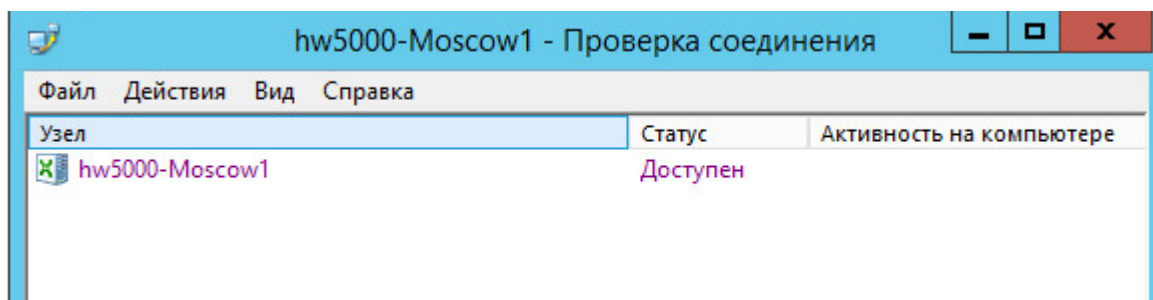 hw5000-Moscow1 - Проверка соединения
Файл Действия Вид Справка
Узел Статус Активность на компьютере
hw5000-Moscow1 Доступен